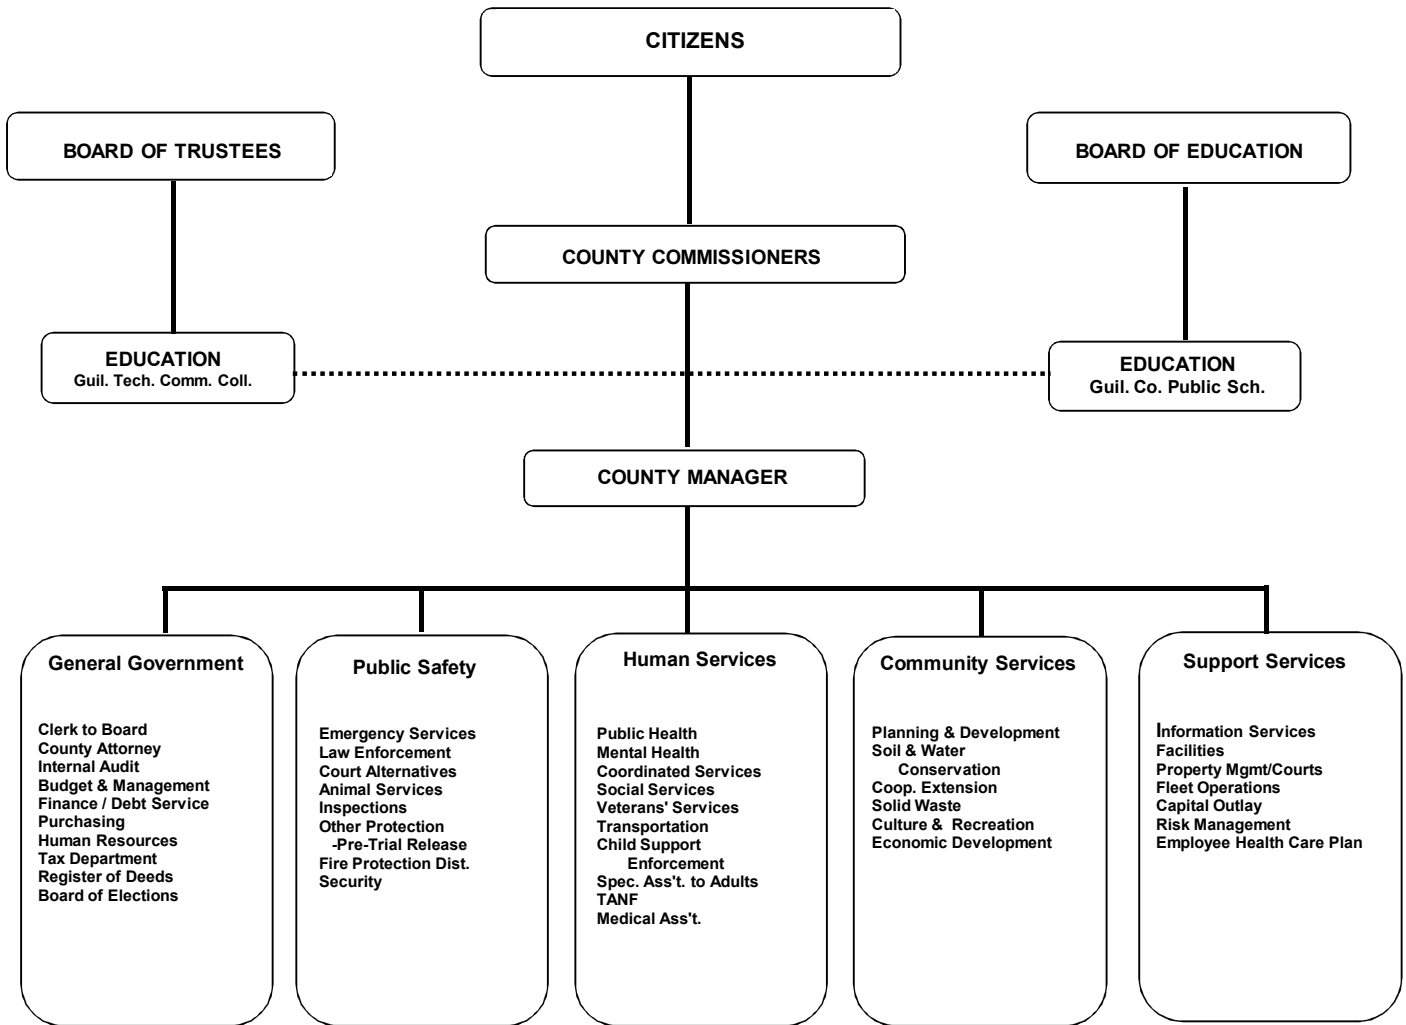 CITIZENS
BOARD OF TRUSTEES
BOARD OF EDUCATION
COUNTY COMMISSIONERS
EDUCATION
Guil. Tech. Comm. Coll.
EDUCATION
Guil. Co. Public Sch.
COUNTY MANAGER
General Government
Clerk to Board
County Attorney
Internal Audit
Budget & Management
Finance / Debt Service
Purchasing
Human Resources
Tax Department
Register of Deeds
Board of Elections
Public Safety
Emergency Services
Law Enforcement
Court Alternatives
Animal Services
Inspections
Other Protection
-Pre-Trial Release
Fire Protection Dist.
Security
Human Services
Public Health
Mental Health
Coordinated Services
Social Services
Veterans' Services
Transportation
Child Support
Enforcement
Spec. Ass't. to Adults
TANF
Medical Ass't.
Community Services
Planning & Development
Soil & Water
Conservation
Coop. Extension
Solid Waste
Culture & Recreation
Economic Development
Support Services
Information Services
Facilities
Property Mgmt/Courts
Fleet Operations
Capital Outlay
Risk Management
Employee Health Care Plan